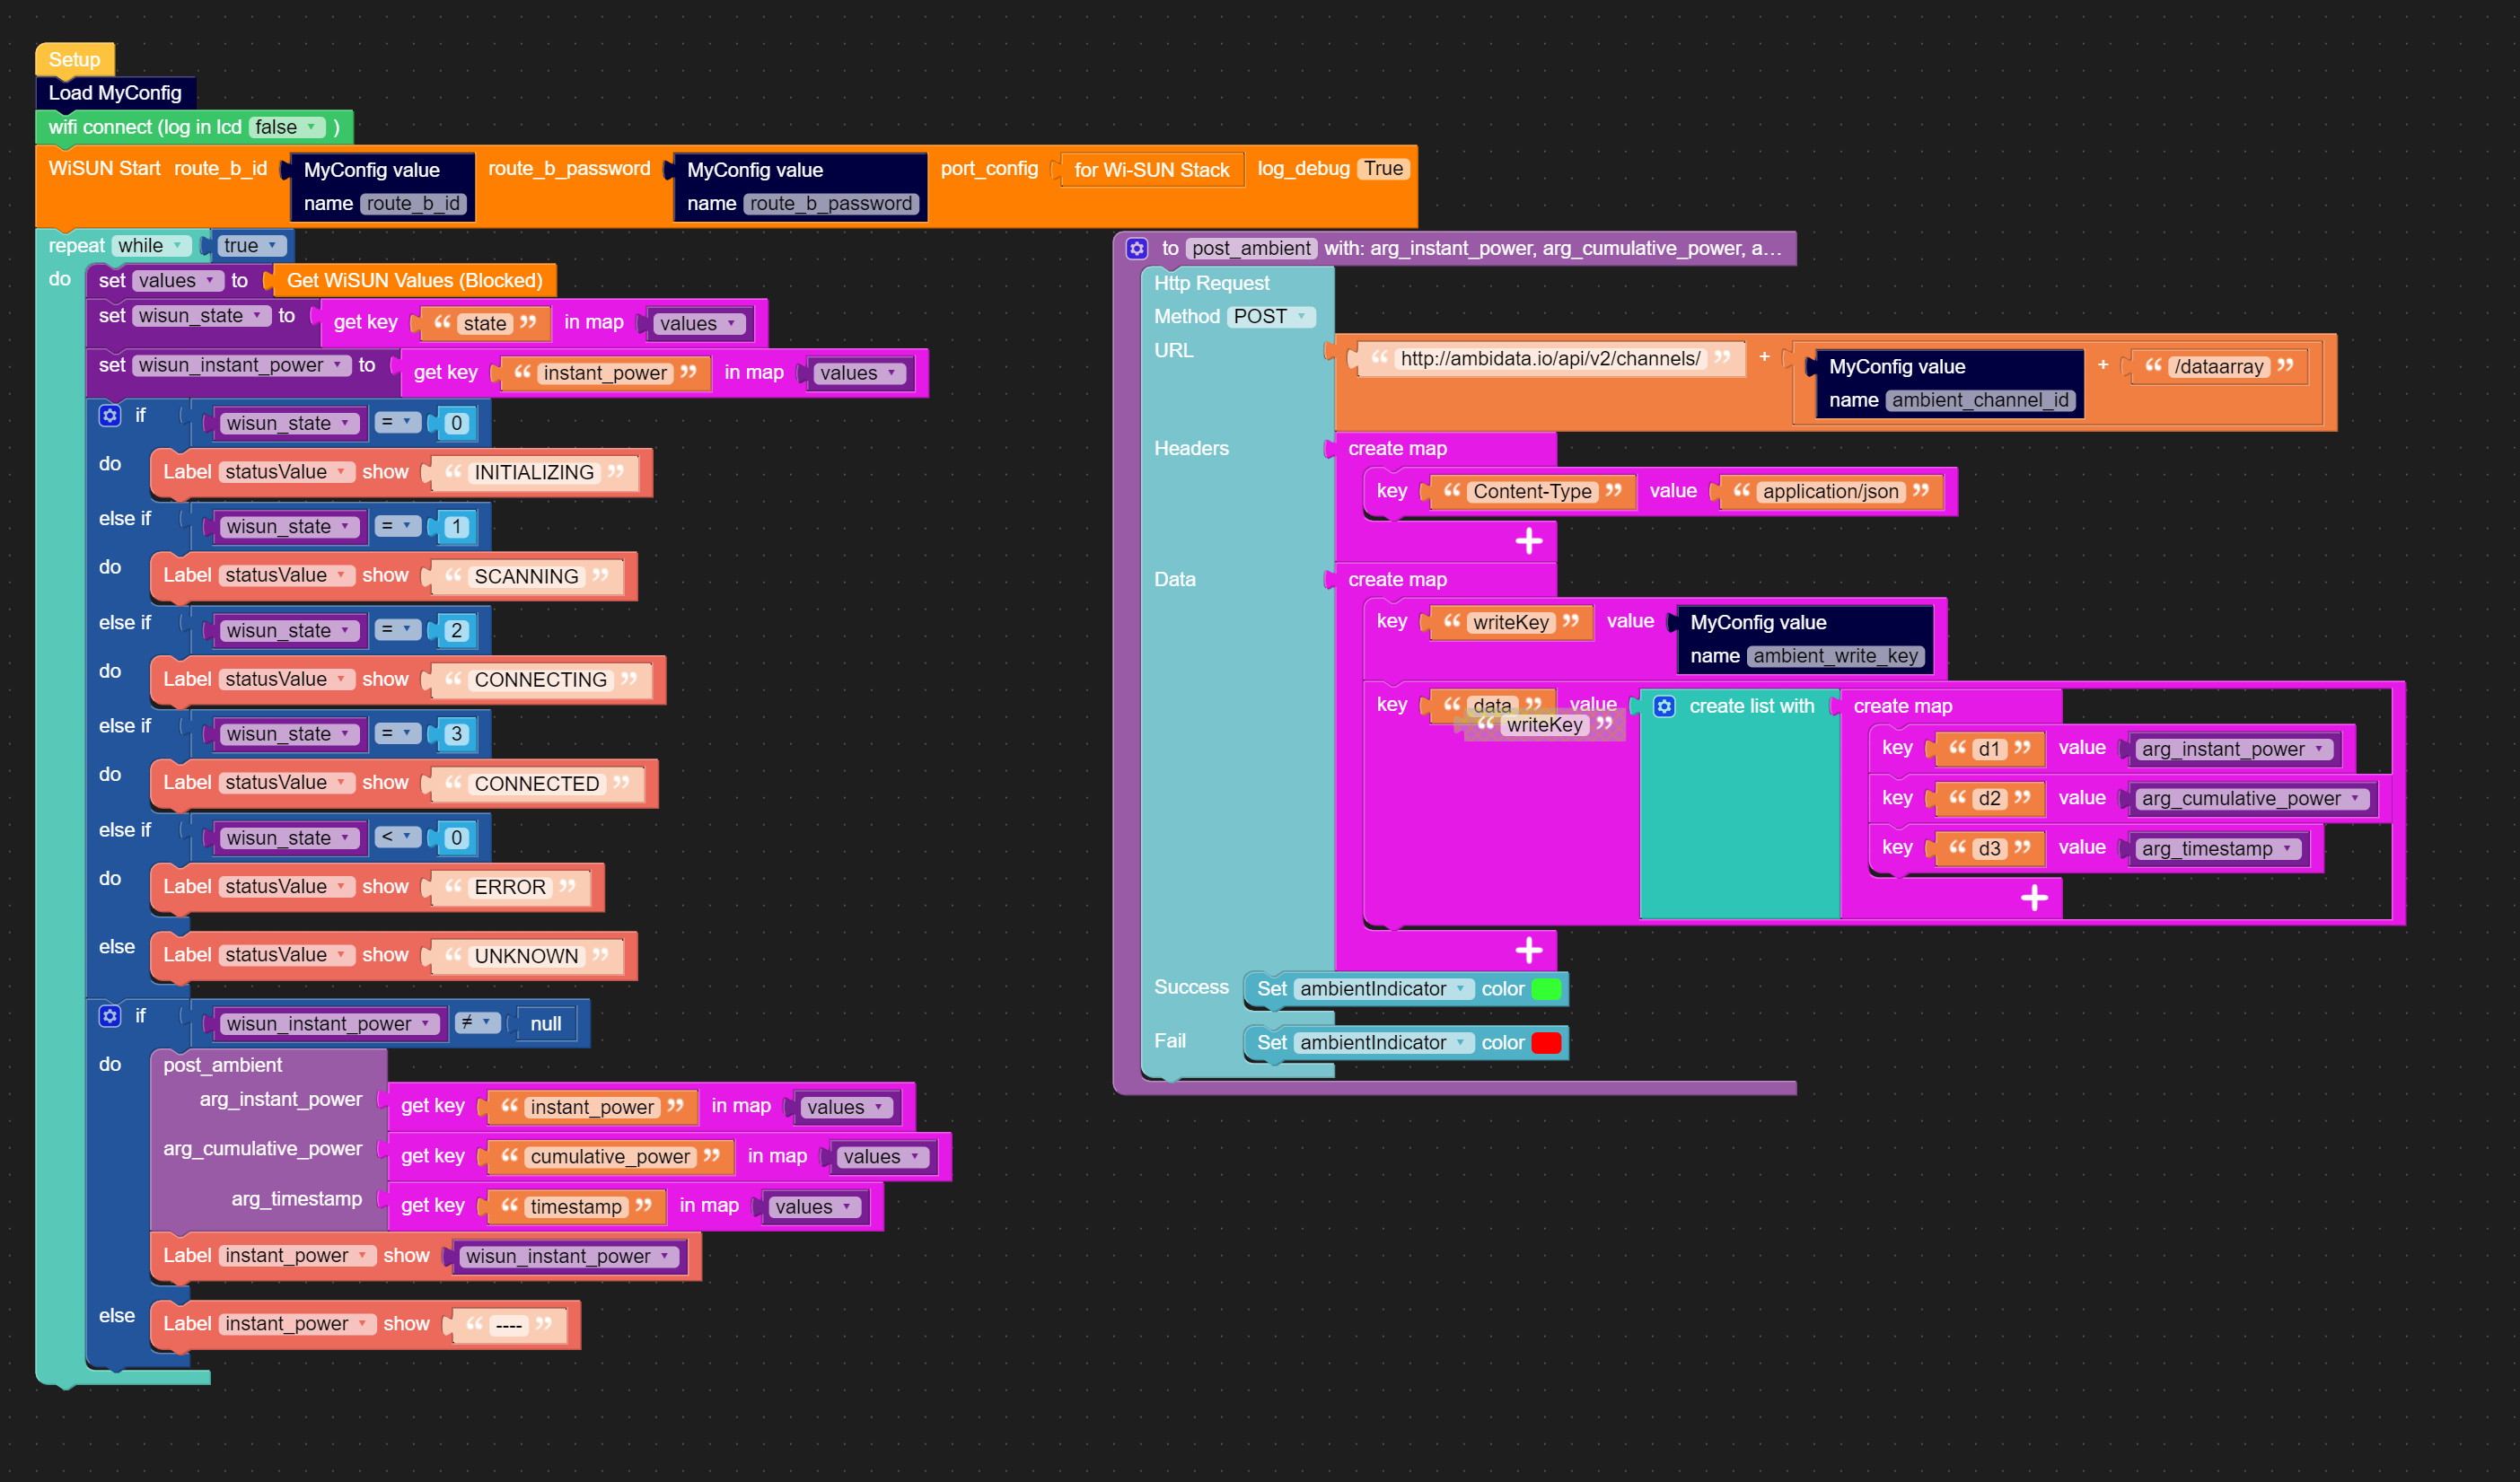 Setup
Load MyConfig
wifi connect (log in lcd false )
WiSUN Start route_b_id MyConfig value name route_b_id route_b_password MyConfig value name route_b_password port_config for Wi-SUN Stack log_debug True
repeat while true
do set values to Get WiSUN Values (Blocked)
set wisun_state to get key “ state ” in map values
set wisun_instant_power to get key “ instant_power ” in map values
if wisun_state = 0
do Label statusValue show “ INITIALIZING ”
else if wisun_state = 1
do Label statusValue show “ SCANNING ”
else if wisun_state = 2
do Label statusValue show “ CONNECTING ”
else if wisun_state = 3
do Label statusValue show “ CONNECTED ”
else if wisun_state < 0
do Label statusValue show “ ERROR ”
else Label statusValue show “ UNKNOWN ”
if wisun_instant_power ≠ null
do post_ambient
arg_instant_power get key “ instant_power ” in map values
arg_cumulative_power get key “ cumulative_power ” in map values
arg_timestamp get key “ timestamp ” in map values
Label instant_power show wisun_instant_power
else Label instant_power show “ ---- ”
to post_ambient with: arg_instant_power, arg_cumulative_power, a...
Http Request
Method POST
URL “ http://ambidata.io/api/v2/channels/ ” + MyConfig value name ambient_channel_id + “ /dataarray ”
Headers create map
key “ Content-Type ” value “ application/json ”
+
Data create map
key “ writeKey ” value MyConfig value name ambient_write_key
key “ data ” value create list with create map
“ writeKey ”
key “ d1 ” value arg_instant_power
key “ d2 ” value arg_cumulative_power
key “ d3 ” value arg_timestamp
+
+
Success Set ambientIndicator color
Fail Set ambientIndicator color